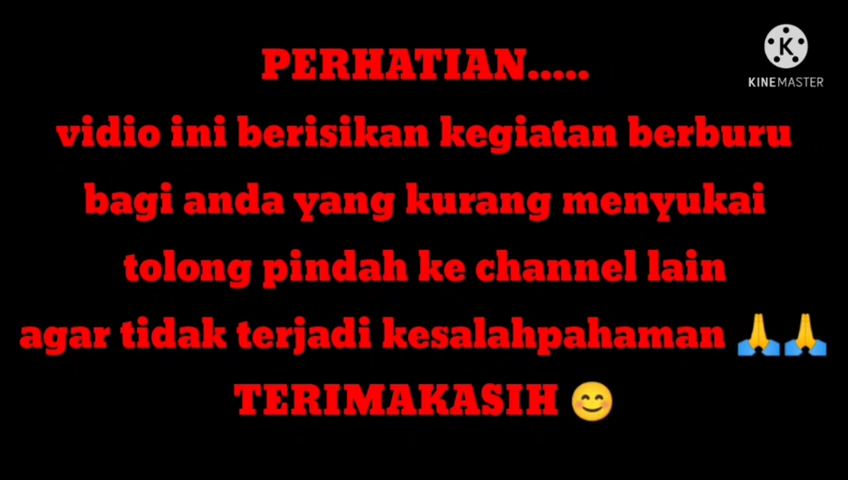 PERHATIAN.....
KINEMASTER
vidio ini berisikan kegiatan berburu
bagi anda yang kurang menyukai
tolong pindah ke channel lain
agar tidak terjadi kesalahpahaman 🙏🙏
TERIMAKASIH 😊